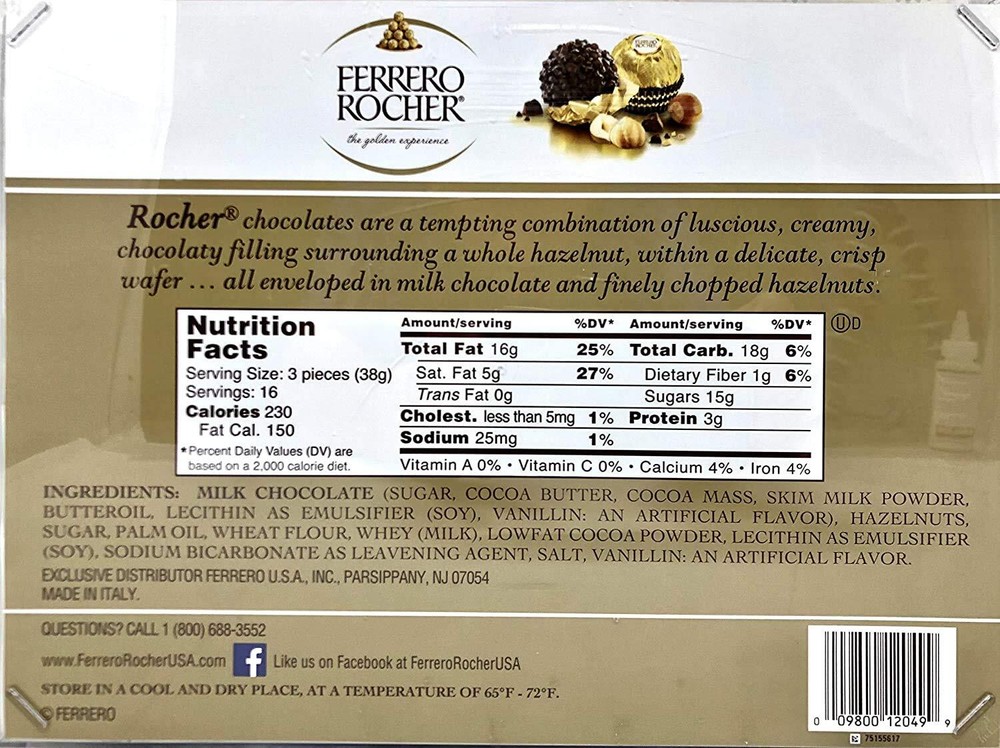 FERRERO
ROCHER®
the golden experience
FERRERO
ROCHER
Rocher® chocolates are a tempting combination of luscious, creamy,
chocolaty filling surrounding a whole hazelnut, within a delicate, crisp
wafer ... all enveloped in milk chocolate and finely chopped hazelnuts.
Nutrition
Facts
Serving Size: 3 pieces (38g)
Servings: 16
Calories 230
Fat Cal. 150
*Percent Daily Values (DV) are
based on a 2,000 calorie diet.
Amount/serving %DV* Amount/serving %DV*
Total Fat 16g 25% Total Carb. 18g 6%
Sat. Fat 5g 27% Dietary Fiber 1g 6%
Trans Fat 0g Sugars 15g
Cholest. less than 5mg 1% Protein 3g
Sodium 25mg 1%
Vitamin A 0% • Vitamin C 0% • Calcium 4% • Iron 4%
ⓊD
INGREDIENTS: MILK CHOCOLATE (SUGAR, COCOA BUTTER, COCOA MASS, SKIM MILK POWDER,
BUTTEROIL, LECITHIN AS EMULSIFIER (SOY), VANILLIN: AN ARTIFICIAL FLAVOR), HAZELNUTS,
SUGAR, PALM OIL, WHEAT FLOUR, WHEY (MILK), LOWFAT COCOA POWDER, LECITHIN AS EMULSIFIER
(SOY), SODIUM BICARBONATE AS LEAVENING AGENT, SALT, VANILLIN: AN ARTIFICIAL FLAVOR.
EXCLUSIVE DISTRIBUTOR FERRERO U.S.A., INC., PARSIPPANY, NJ 07054
MADE IN ITALY.
QUESTIONS? CALL 1 (800) 688-3552
www.FerreroRocherUSA.com f Like us on Facebook at FerreroRocherUSA
STORE IN A COOL AND DRY PLACE, AT A TEMPERATURE OF 65°F - 72°F.
© FERRERO
0 09800 12049 9
75155617